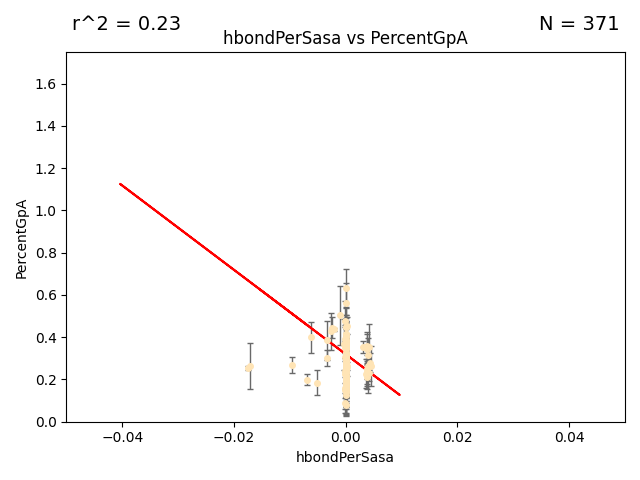 r^2 = 0.23
N = 371
hbondPerSasa vs PercentGpA
PercentGpA
1.6
1.4
1.2
1.0
0.8
0.6
0.4
0.2
0.0
−0.04
−0.02
0.00
0.02
0.04
hbondPerSasa